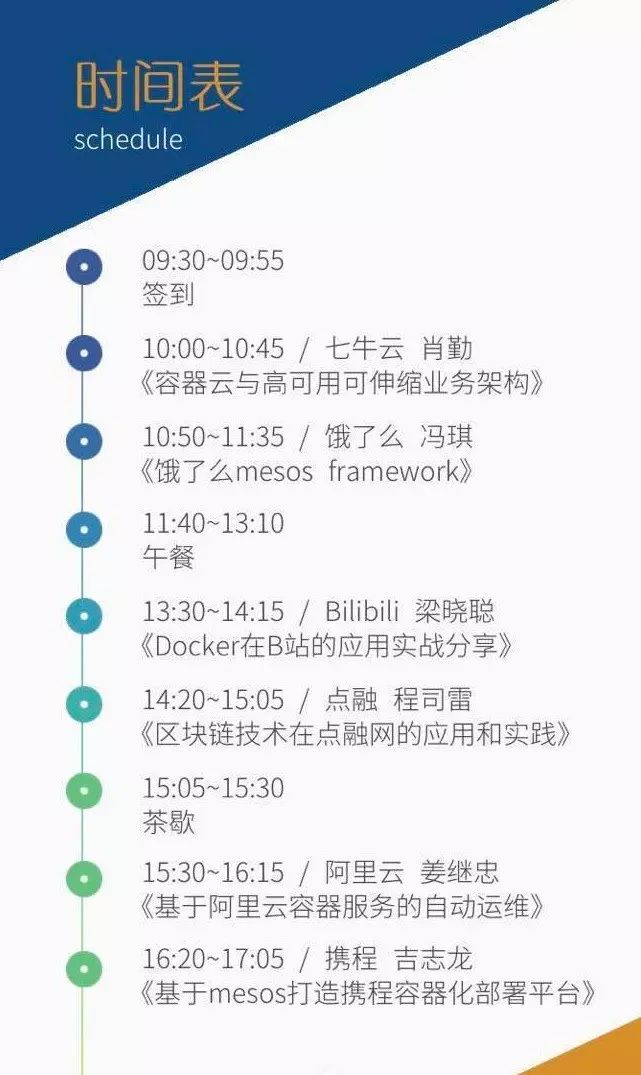 时间表
schedule
09:30~09:55
签到
10:00~10:45 / 七牛云 肖勤
《容器云与高可用可伸缩业务架构》
10:50~11:35 / 饿了么 冯琪
《饿了么mesos framework》
11:40~13:10
午餐
13:30~14:15 / Bilibili 梁晓聪
《Docker在B站的应用实战分享》
14:20~15:05 / 点融 程司雷
《区块链技术在点融网的应用和实践》
15:05~15:30
茶歇
15:30~16:15 / 阿里云 姜继忠
《基于阿里云容器服务的自动运维》
16:20~17:05 / 携程 吉志龙
《基于mesos打造携程容器化部署平台》